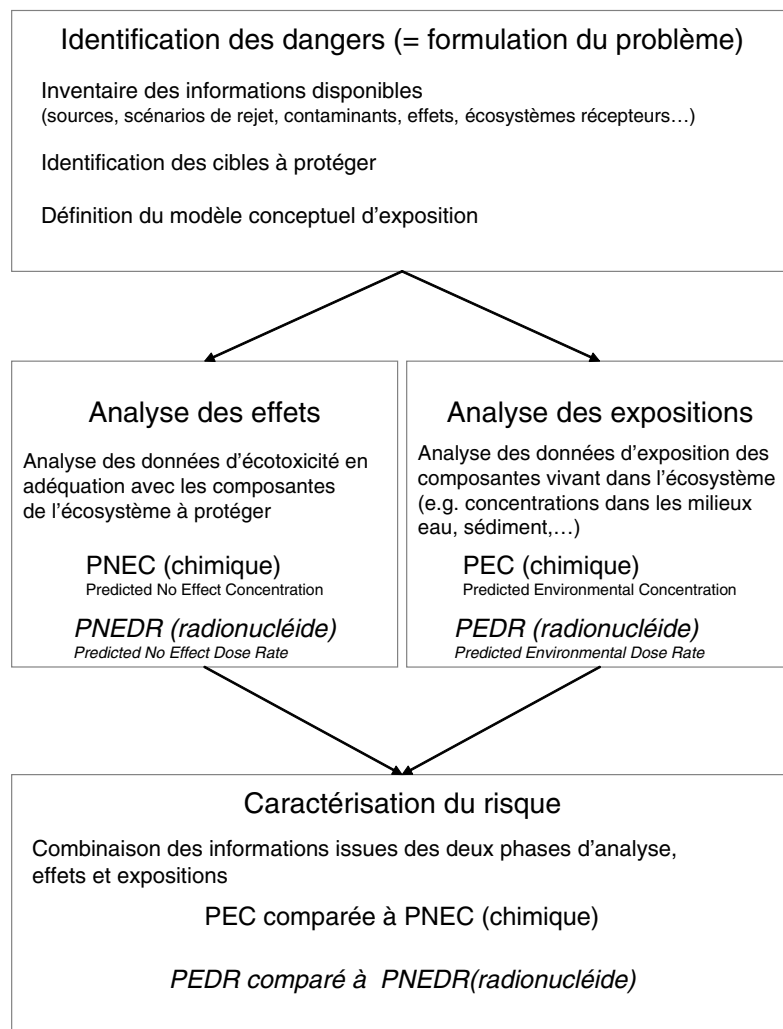 Identification des dangers (= formulation du problème)
Inventaire des informations disponibles
(sources, scénarios de rejet, contaminants, effets, écosystèmes récepteurs…)
Identification des cibles à protéger
Définition du modèle conceptuel d’exposition
Analyse des effets
Analyse des données d’écotoxicité en
adéquation avec les composantes
de l’écosystème à protéger
PNEC (chimique)
Predicted No Effect Concentration
PNEDR (radionucléide)
Predicted No Effect Dose Rate
Analyse des expositions
Analyse des données d’exposition des
composantes vivant dans l’écosystème
(e.g. concentrations dans les milieux
eau, sédiment,…)
PEC (chimique)
Predicted Environmental Concentration
PEDR (radionucléide)
Predicted Environmental Dose Rate
Caractérisation du risque
Combinaison des informations issues des deux phases d’analyse,
effets et expositions
PEC comparée à PNEC (chimique)
PEDR comparé à PNEDR(radionucléide)